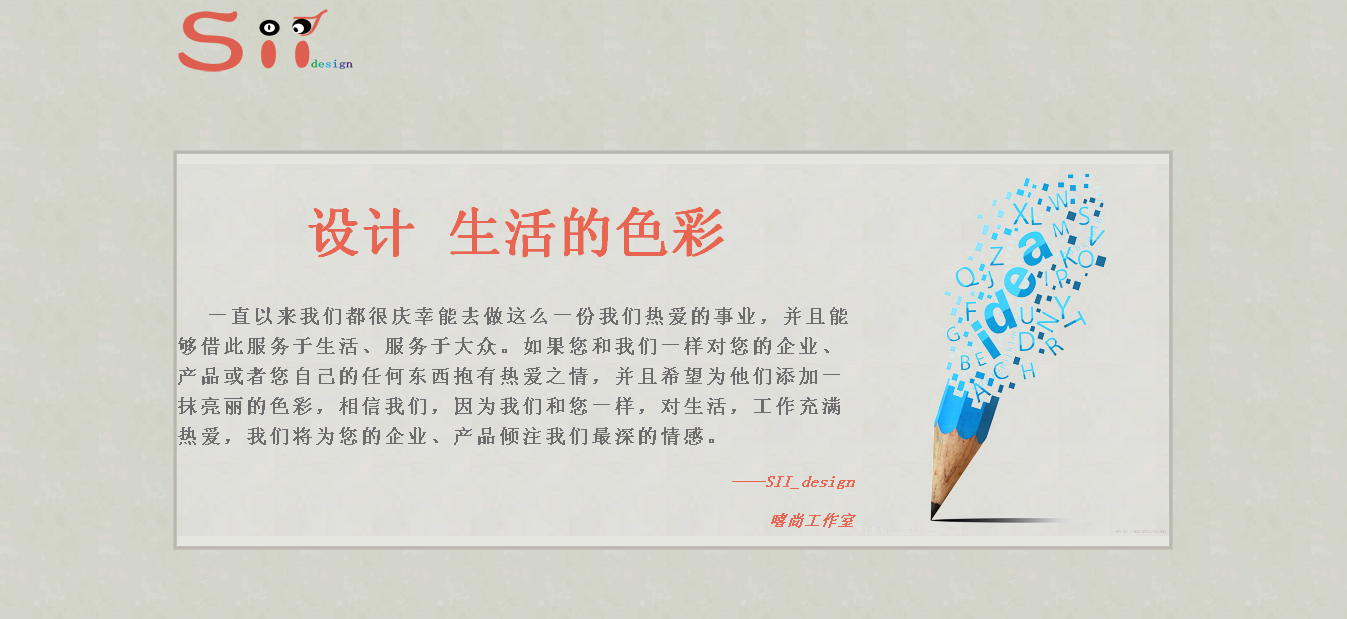 Sii
design
设计 生活的色彩
一直以来我们都很庆幸能去做这么一份我们热爱的事业，并且能
够借此服务于生活、服务于大众。如果您和我们一样对您的企业、
产品或者您自己的任何东西抱有热爱之情，并且希望为他们添加一
抹亮丽的色彩，相信我们，因为我们和您一样，对生活，工作充满
热爱，我们将为您的企业、产品倾注我们最深的情感。
——SII_design
嘻尚工作室
X L W S
M V
Z K O
Q J I P
F U N Y T
G D R
B E C H
A
idea